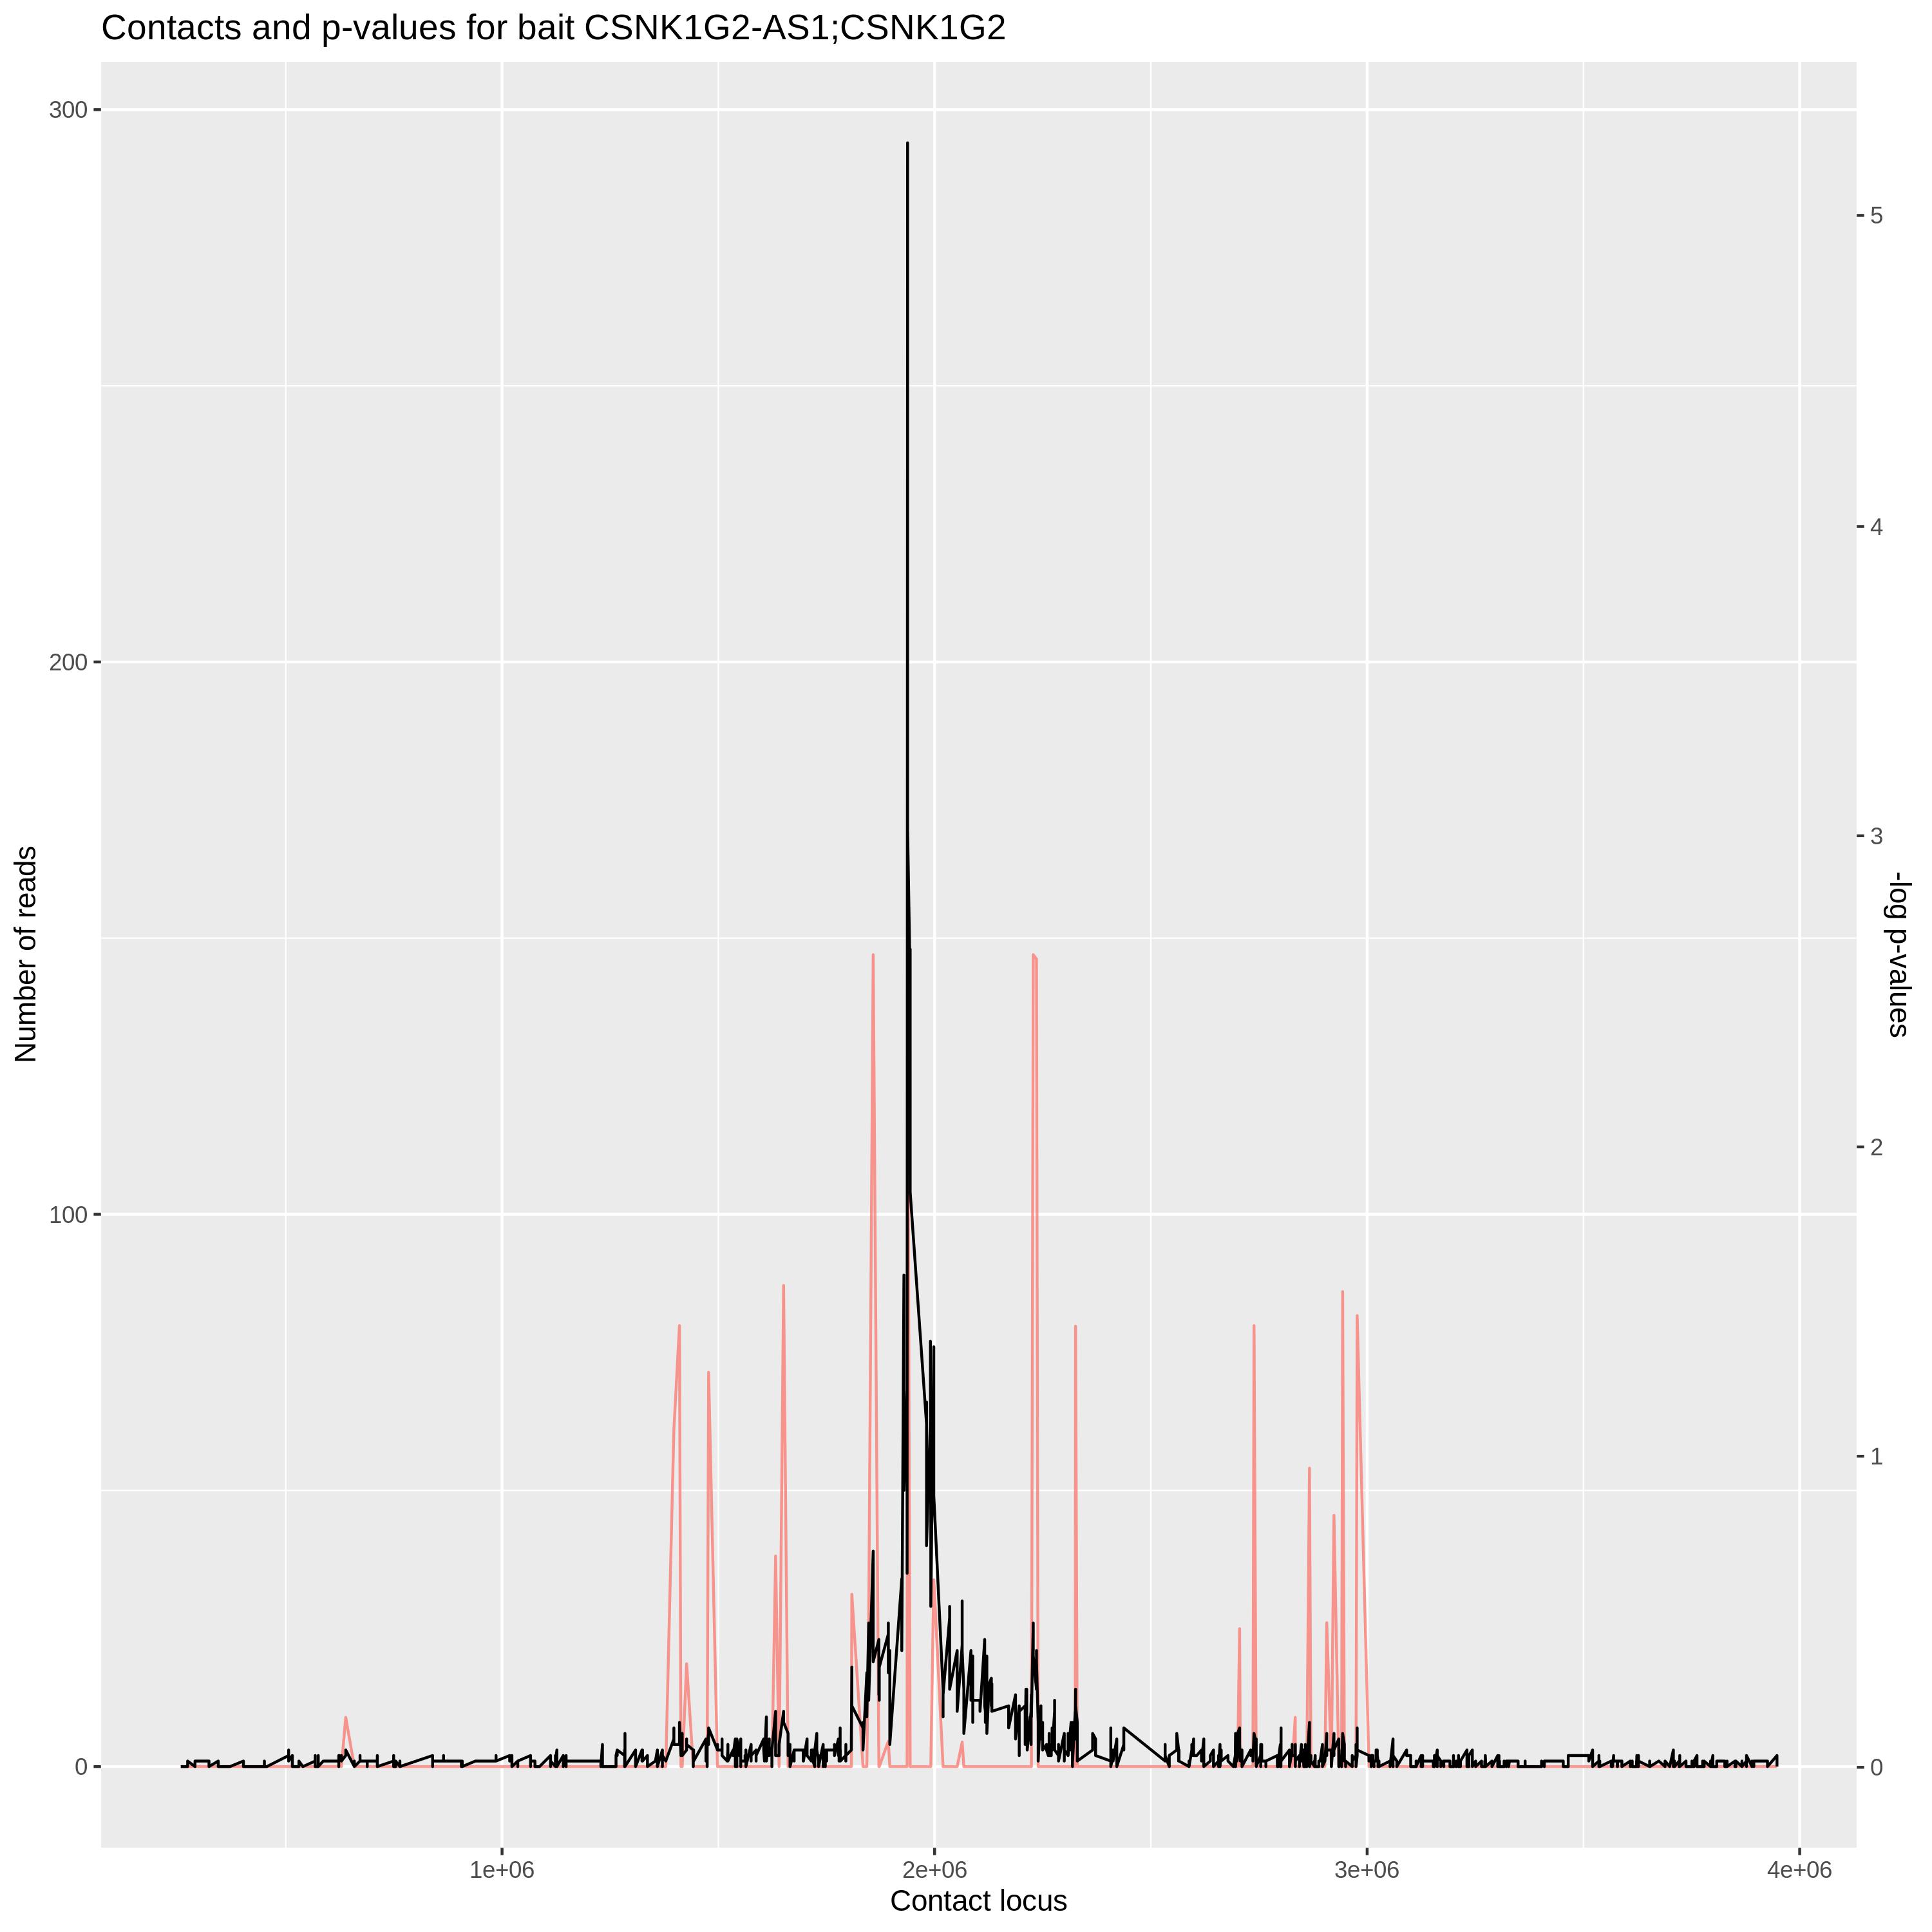 Contacts and p-values for bait CSNK1G2-AS1;CSNK1G2
300
200
100
0
Number of reads
5
4
3
2
1
0
-log p-values
1e+06 2e+06 3e+06 4e+06
Contact locus